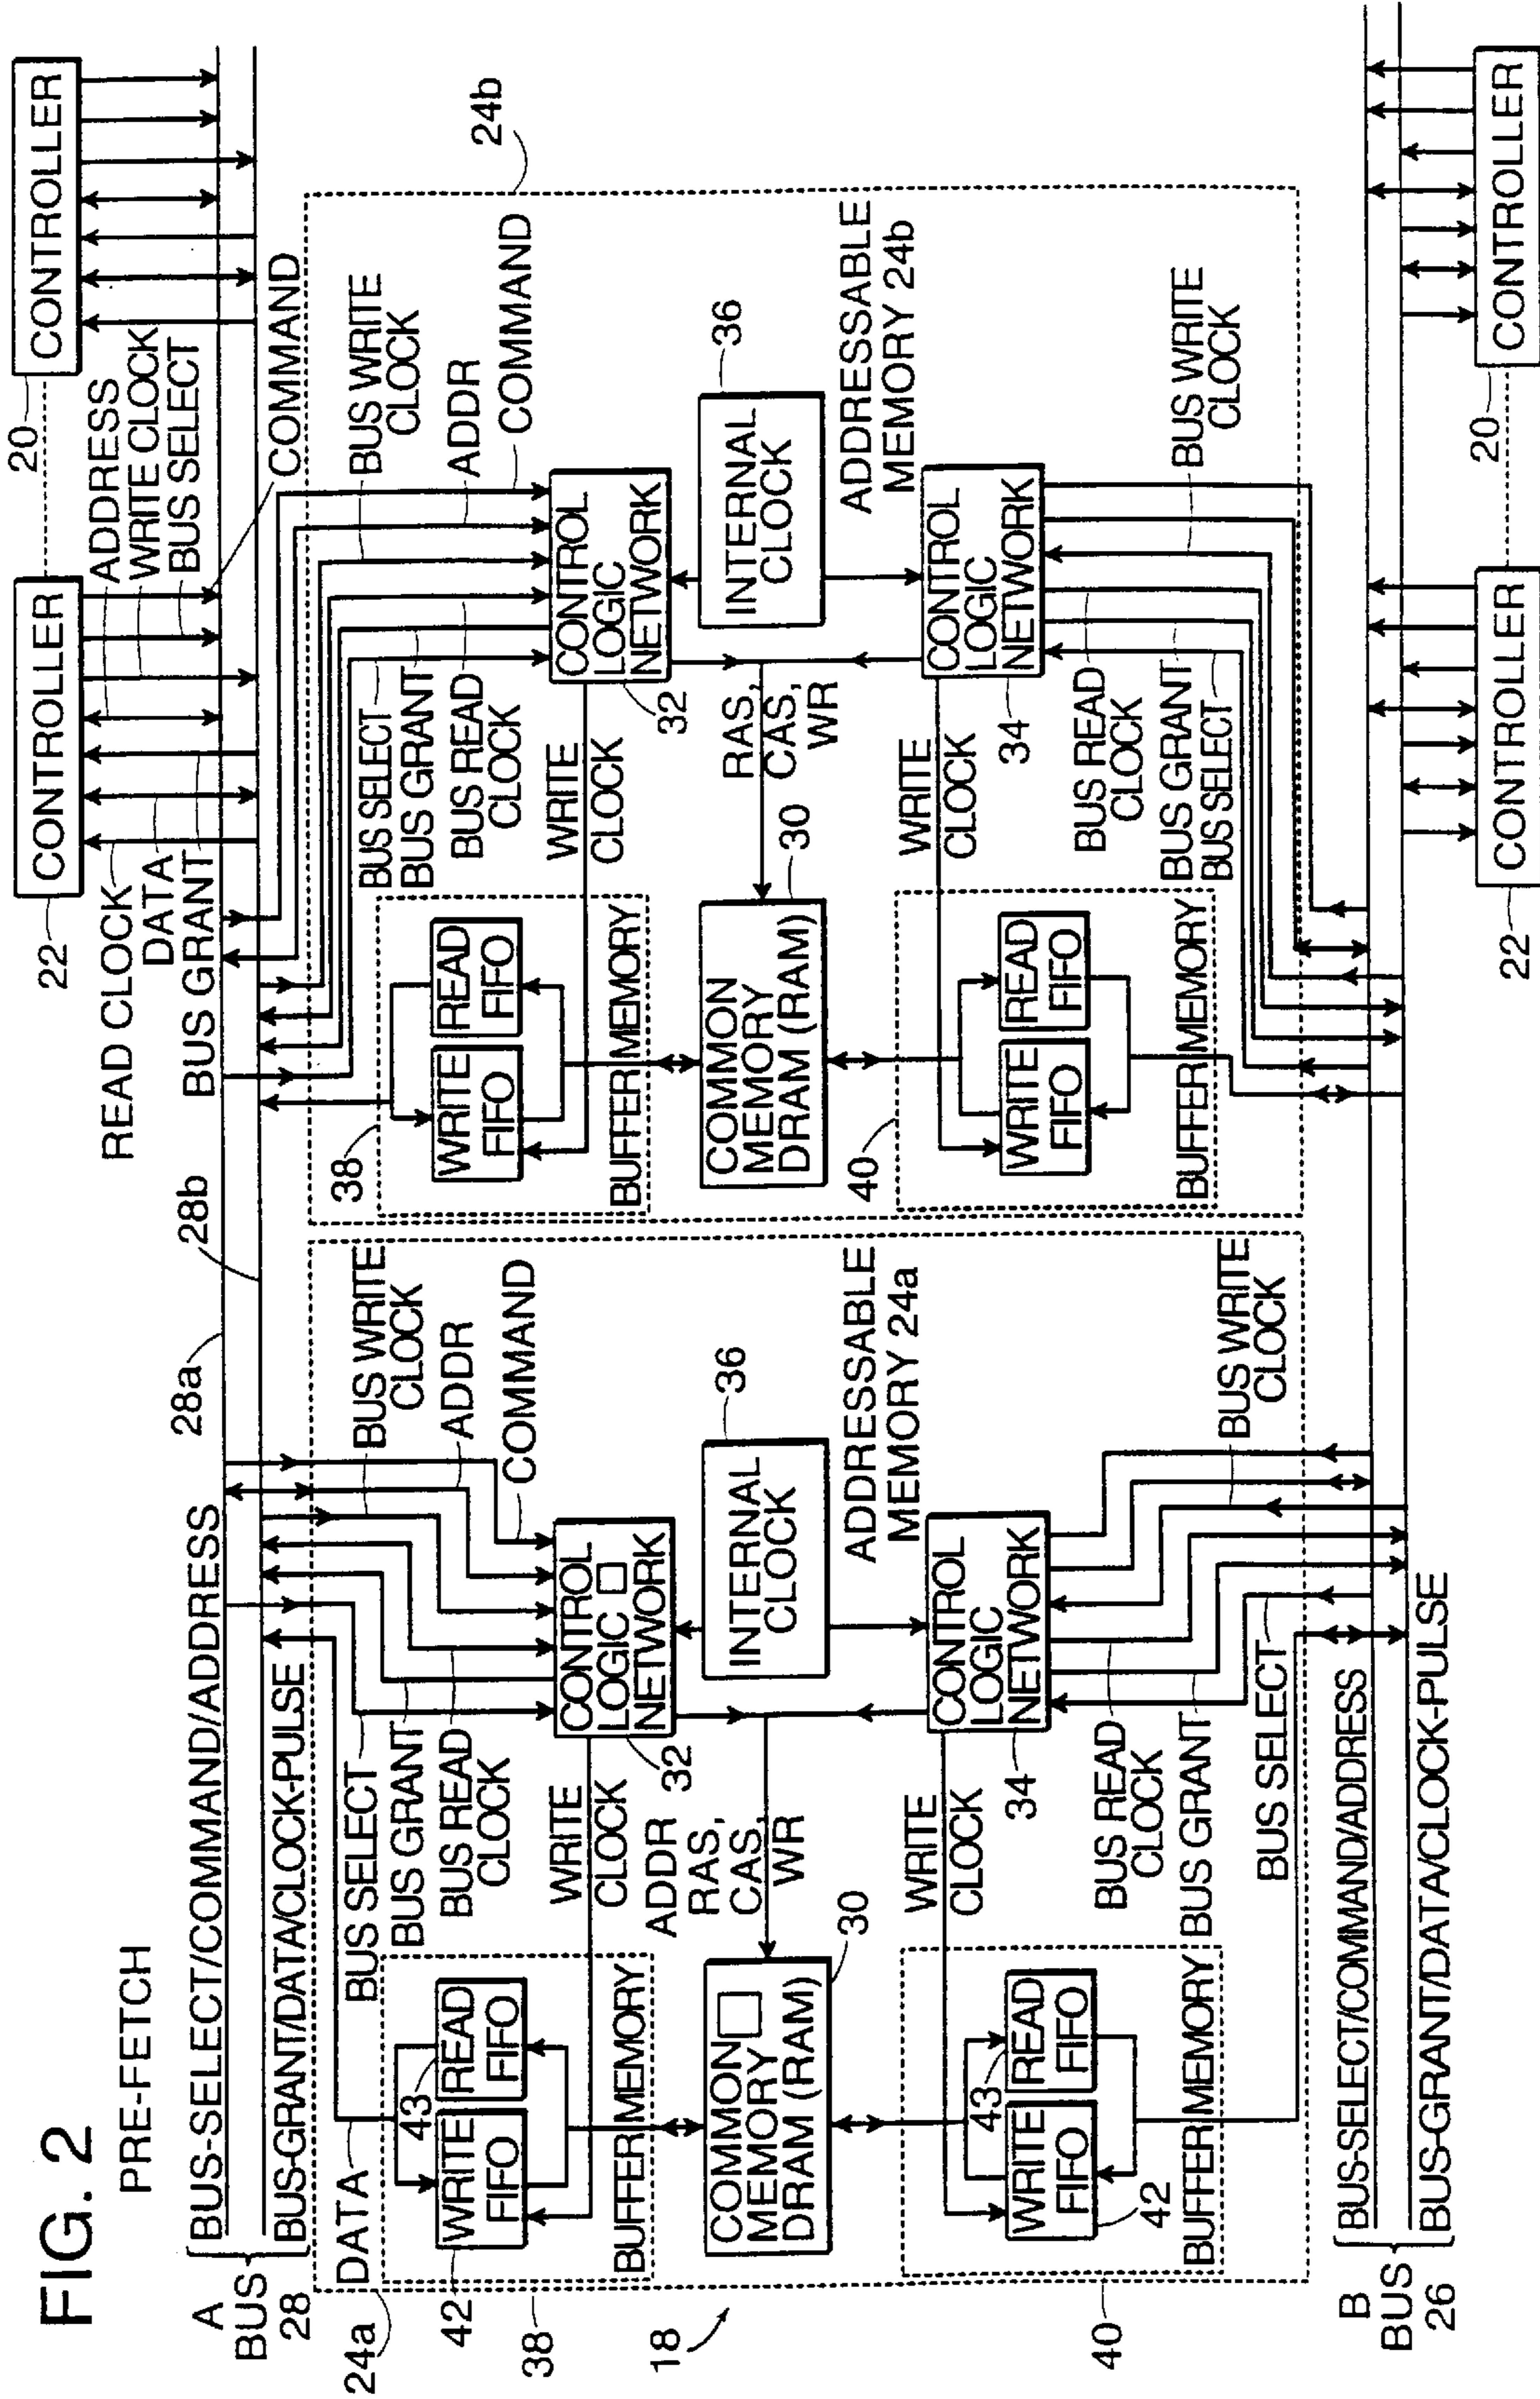 FIG. 2
PRE-FETCH
A
BUS
28
BUS-SELECT/COMMAND/ADDRESS
BUS-GRANT/DATA/CLOCK-PULSE
28a
28b
READ CLOCK
DATA
BUS GRANT
22
CONTROLLER
ADDRESS
WRITE CLOCK
BUS SELECT
COMMAND
20
CONTROLLER
24a
DATA
BUS SELECT
BUS GRANT
BUS READ
CLOCK
BUS WRITE
CLOCK
ADDR
COMMAND
42
38
43
WRITE
FIFO
READ
FIFO
BUFFER MEMORY
WRITE
CLOCK
32
CONTROL
LOGIC
NETWORK
18
COMMON
MEMORY
DRAM (RAM)
30
ADDR
RAS,
CAS,
WR
INTERNAL
CLOCK
36
ADDRESSABLE
MEMORY 24a
40
WRITE
FIFO
42
43
READ
FIFO
BUFFER MEMORY
WRITE
CLOCK
34
CONTROL
LOGIC
NETWORK
BUS READ
CLOCK
BUS GRANT
BUS SELECT
BUS WRITE
CLOCK
24b
BUS SELECT
BUS GRANT
BUS READ
CLOCK
BUS WRITE
CLOCK
ADDR
COMMAND
38
WRITE
FIFO
READ
FIFO
BUFFER MEMORY
WRITE
CLOCK
32
CONTROL
LOGIC
NETWORK
COMMON
MEMORY
DRAM (RAM)
30
RAS,
CAS,
WR
INTERNAL
CLOCK
36
ADDRESSABLE
MEMORY 24b
40
WRITE
FIFO
READ
FIFO
BUFFER MEMORY
WRITE
CLOCK
34
CONTROL
LOGIC
NETWORK
BUS READ
CLOCK
BUS GRANT
BUS SELECT
BUS WRITE
CLOCK
B
BUS
26
BUS-SELECT/COMMAND/ADDRESS
BUS-GRANT/DATA/CLOCK-PULSE
22
CONTROLLER
20
CONTROLLER